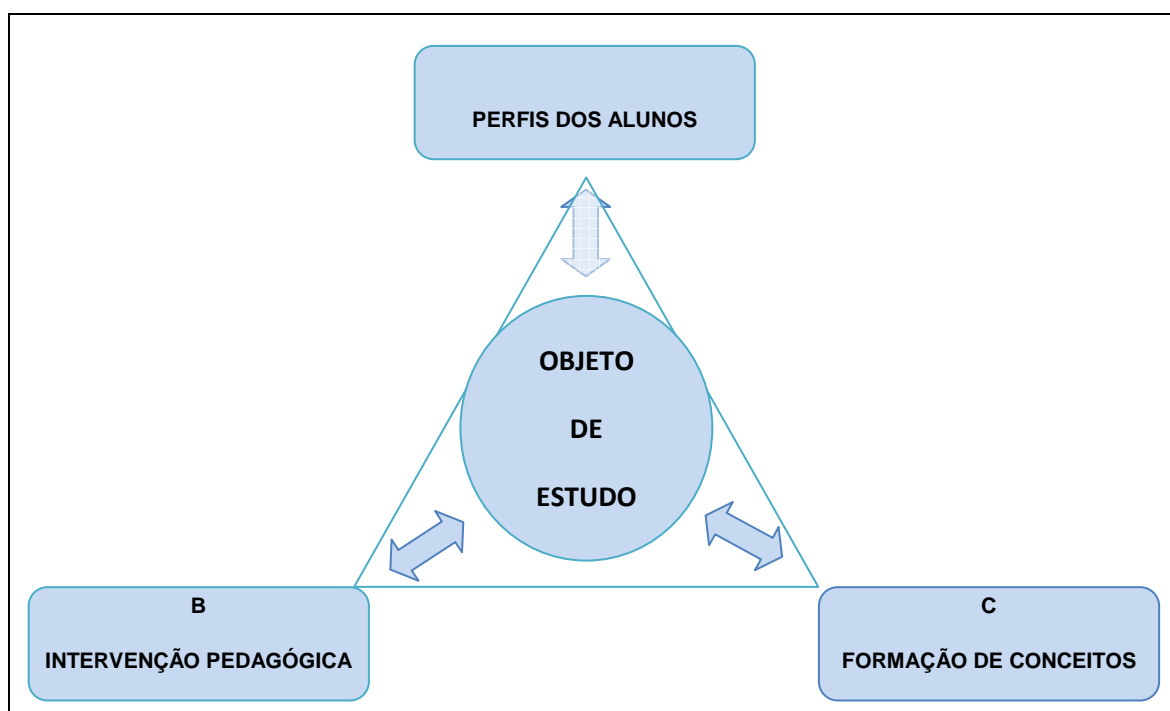 PERFIS DOS ALUNOS
OBJETO
DE
ESTUDO
B
INTERVENÇÃO PEDAGÓGICA
C
FORMAÇÃO DE CONCEITOS